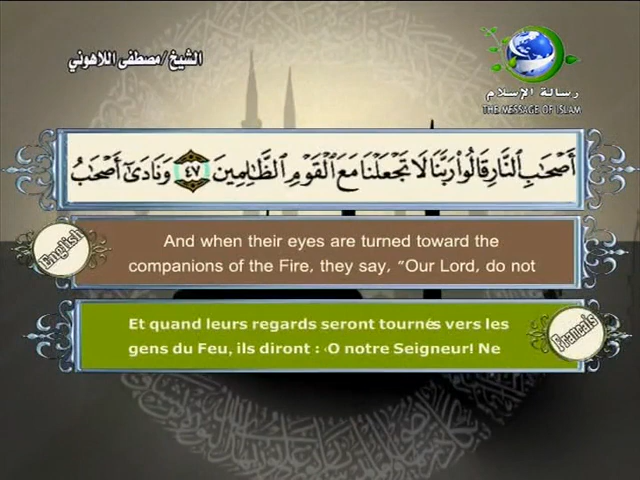 الشيخ/مصطفى اللاهوني
رسالة الإسلام
THE MESSAGE OF ISLAM
أَصْحَٰبِ ٱلنَّارِ قَالُوا۟ رَبَّنَا لَا تَجْعَلْنَا مَعَ ٱلْقَوْمِ ٱلظَّٰلِمِينَ ٤٧ وَنَادَىٰٓ أَصْحَٰبُ
English
And when their eyes are turned toward the
companions of the Fire, they say, "Our Lord, do not
Et quand leurs regards seront tournés vers les
gens du Feu, ils diront : ‹O notre Seigneur! Ne
Francais